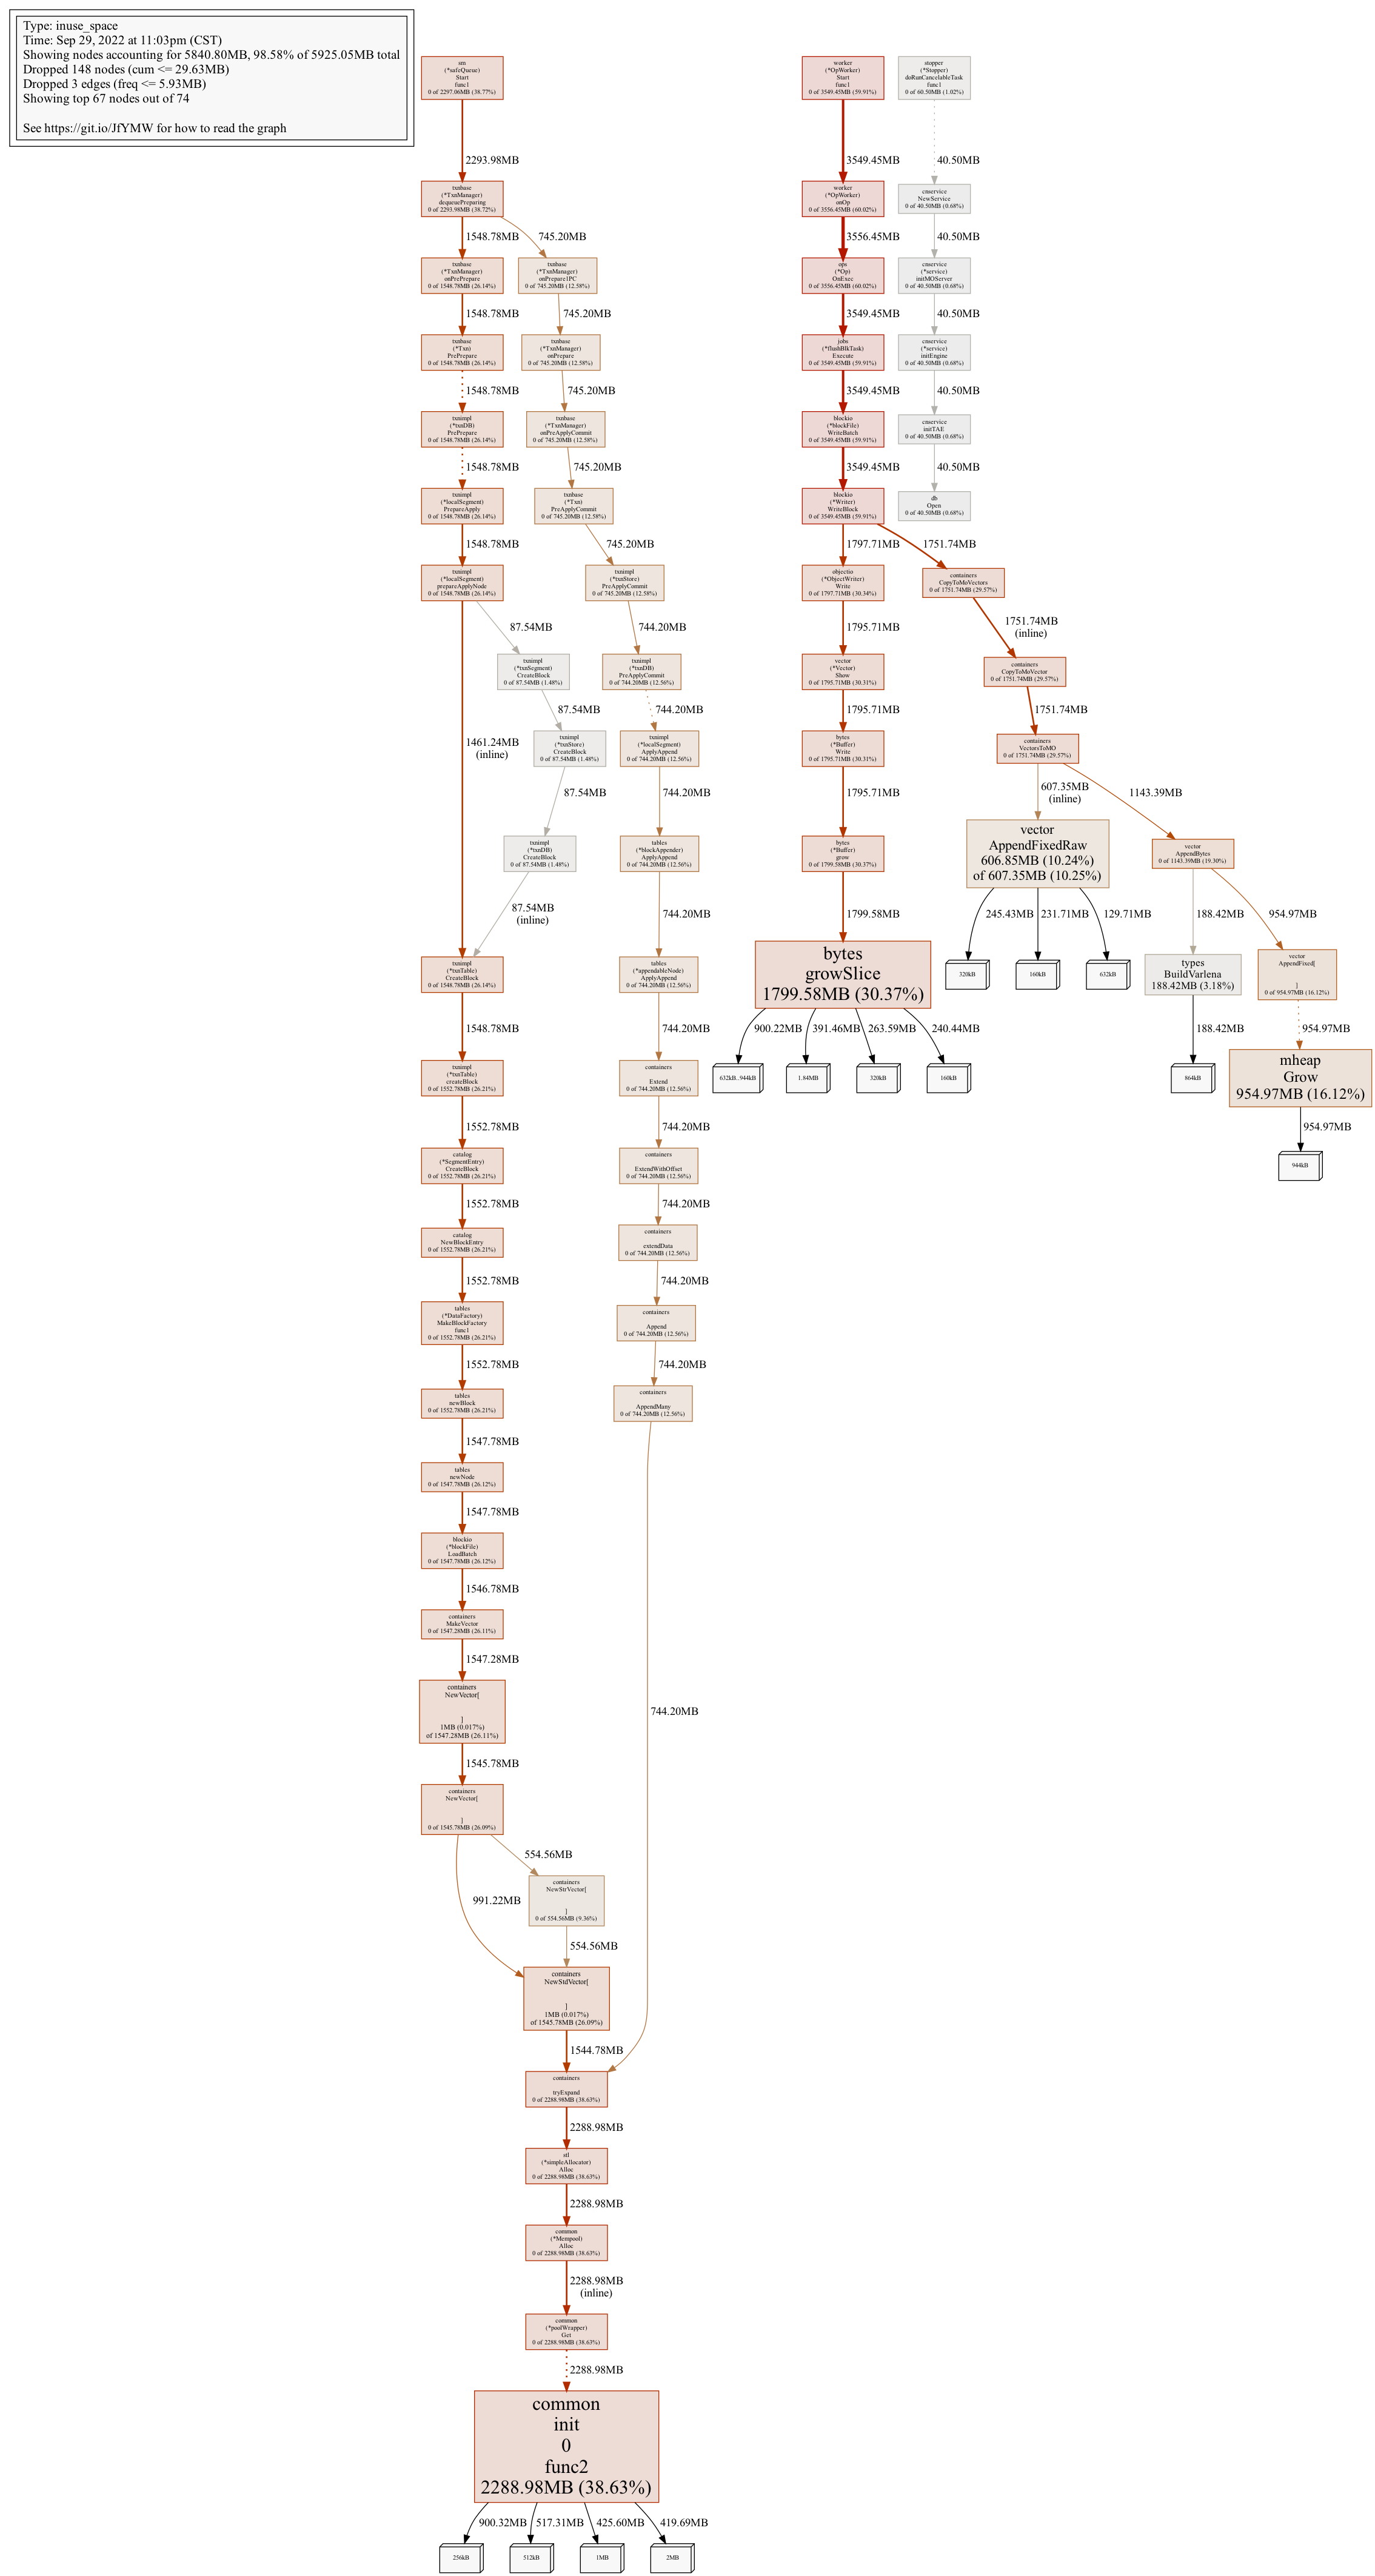 Type: inuse_space
Time: Sep 29, 2022 at 11:03pm (CST)
Showing nodes accounting for 5840.80MB, 98.58% of 5925.05MB total
Dropped 148 nodes (cum <= 29.63MB)
Dropped 3 edges (freq <= 5.93MB)
Showing top 67 nodes out of 74
See https://git.io/JfYMW for how to read the graph
sm
(*safeQueue)
Start
func1
0 of 2297.06MB (38.77%)
worker
(*OpWorker)
Start
func1
0 of 3549.45MB (59.91%)
stopper
(*Stopper)
doRunCancelableTask
func1
0 of 60.50MB (1.02%)
2293.98MB
3549.45MB
40.50MB
txnbase
(*TxnManager)
dequeuePreparing
0 of 2293.98MB (38.72%)
worker
(*OpWorker)
onOp
0 of 3556.45MB (60.02%)
cnservice
NewService
0 of 40.50MB (0.68%)
1548.78MB
745.20MB
3556.45MB
40.50MB
txnbase
(*TxnManager)
onPrePrepare
0 of 1548.78MB (26.14%)
txnbase
(*TxnManager)
onPrepare1PC
0 of 745.20MB (12.58%)
ops
(*Op)
OnExec
0 of 3556.45MB (60.02%)
cnservice
(*service)
initMOServer
0 of 40.50MB (0.68%)
1548.78MB
745.20MB
3549.45MB
40.50MB
txnbase
(*Txn)
PrePrepare
0 of 1548.78MB (26.14%)
txnbase
(*TxnManager)
onPrepare
0 of 745.20MB (12.58%)
jobs
(*flushBlkTask)
Execute
0 of 3549.45MB (59.91%)
cnservice
(*service)
initEngine
0 of 40.50MB (0.68%)
1548.78MB
745.20MB
3549.45MB
40.50MB
txnimpl
(*txnDB)
PrePrepare
0 of 1548.78MB (26.14%)
txnbase
(*TxnManager)
onPreApplyCommit
0 of 745.20MB (12.58%)
blockio
(*blockFile)
WriteBatch
0 of 3549.45MB (59.91%)
cnservice
initTAE
0 of 40.50MB (0.68%)
1548.78MB
745.20MB
3549.45MB
40.50MB
txnimpl
(*localSegment)
PrepareApply
0 of 1548.78MB (26.14%)
txnbase
(*Txn)
PreApplyCommit
0 of 745.20MB (12.58%)
blockio
(*Writer)
WriteBlock
0 of 3549.45MB (59.91%)
db
Open
0 of 40.50MB (0.68%)
1548.78MB
745.20MB
1797.71MB
1751.74MB
txnimpl
(*localSegment)
prepareApplyNode
0 of 1548.78MB (26.14%)
txnimpl
(*txnStore)
PreApplyCommit
0 of 745.20MB (12.58%)
objectio
(*ObjectWriter)
Write
0 of 1797.71MB (30.34%)
containers
CopyToMoVectors
0 of 1751.74MB (29.57%)
87.54MB
744.20MB
1795.71MB
1751.74MB
(inline)
txnimpl
(*txnSegment)
CreateBlock
0 of 87.54MB (1.48%)
txnimpl
(*txnDB)
PreApplyCommit
0 of 744.20MB (12.56%)
vector
(*Vector)
Show
0 of 1795.71MB (30.31%)
containers
CopyToMoVector
0 of 1751.74MB (29.57%)
87.54MB
744.20MB
1795.71MB
1751.74MB
1461.24MB
(inline)
txnimpl
(*txnStore)
CreateBlock
0 of 87.54MB (1.48%)
txnimpl
(*localSegment)
ApplyAppend
0 of 744.20MB (12.56%)
bytes
(*Buffer)
Write
0 of 1795.71MB (30.31%)
containers
VectorsToMO
0 of 1751.74MB (29.57%)
87.54MB
744.20MB
1795.71MB
607.35MB
(inline)
1143.39MB
txnimpl
(*txnDB)
CreateBlock
0 of 87.54MB (1.48%)
tables
(*blockAppender)
ApplyAppend
0 of 744.20MB (12.56%)
bytes
(*Buffer)
grow
0 of 1799.58MB (30.37%)
vector
AppendFixedRaw
606.85MB (10.24%)
of 607.35MB (10.25%)
vector
AppendBytes
0 of 1143.39MB (19.30%)
87.54MB
(inline)
744.20MB
1799.58MB
245.43MB
231.71MB
129.71MB
188.42MB
954.97MB
txnimpl
(*txnTable)
CreateBlock
0 of 1548.78MB (26.14%)
tables
(*appendableNode)
ApplyAppend
0 of 744.20MB (12.56%)
bytes
growSlice
1799.58MB (30.37%)
320kB
160kB
632kB
types
BuildVarlena
188.42MB (3.18%)
vector
AppendFixed[
]
0 of 954.97MB (16.12%)
1548.78MB
744.20MB
900.22MB
391.46MB
263.59MB
240.44MB
188.42MB
954.97MB
txnimpl
(*txnTable)
createBlock
0 of 1552.78MB (26.21%)
containers
Extend
0 of 744.20MB (12.56%)
632kB..944kB
1.84MB
320kB
160kB
864kB
mheap
Grow
954.97MB (16.12%)
1552.78MB
744.20MB
954.97MB
catalog
(*SegmentEntry)
CreateBlock
0 of 1552.78MB (26.21%)
containers
ExtendWithOffset
0 of 744.20MB (12.56%)
944kB
1552.78MB
744.20MB
catalog
NewBlockEntry
0 of 1552.78MB (26.21%)
containers
extendData
0 of 744.20MB (12.56%)
1552.78MB
744.20MB
tables
(*DataFactory)
MakeBlockFactory
func1
0 of 1552.78MB (26.21%)
containers
Append
0 of 744.20MB (12.56%)
1552.78MB
744.20MB
tables
newBlock
0 of 1552.78MB (26.21%)
containers
AppendMany
0 of 744.20MB (12.56%)
1547.78MB
tables
newNode
0 of 1547.78MB (26.12%)
1547.78MB
blockio
(*blockFile)
LoadBatch
0 of 1547.78MB (26.12%)
1546.78MB
containers
MakeVector
0 of 1547.28MB (26.11%)
1547.28MB
containers
NewVector[
]
1MB (0.017%)
of 1547.28MB (26.11%)
744.20MB
1545.78MB
containers
NewVector[
]
0 of 1545.78MB (26.09%)
554.56MB
991.22MB
containers
NewStrVector[
]
0 of 554.56MB (9.36%)
554.56MB
containers
NewStdVector[
]
1MB (0.017%)
of 1545.78MB (26.09%)
1544.78MB
containers
tryExpand
0 of 2288.98MB (38.63%)
2288.98MB
stl
(*simpleAllocator)
Alloc
0 of 2288.98MB (38.63%)
2288.98MB
common
(*Mempool)
Alloc
0 of 2288.98MB (38.63%)
2288.98MB
(inline)
common
(*poolWrapper)
Get
0 of 2288.98MB (38.63%)
2288.98MB
common
init
0
func2
2288.98MB (38.63%)
900.32MB
517.31MB
425.60MB
419.69MB
256kB
512kB
1MB
2MB